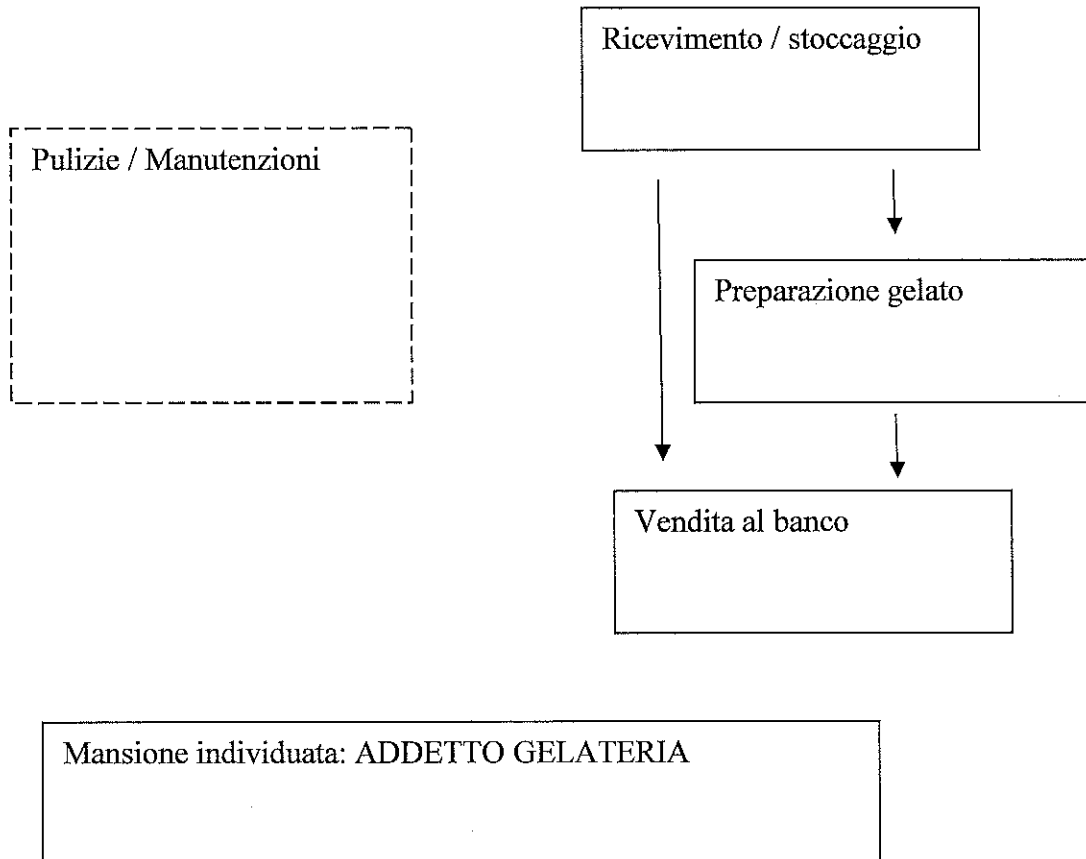 Ricevimento / stoccaggio
Pulizie / Manutenzioni
Preparazione gelato
Vendita al banco
Mansione individuata: ADDETTO GELATERIA